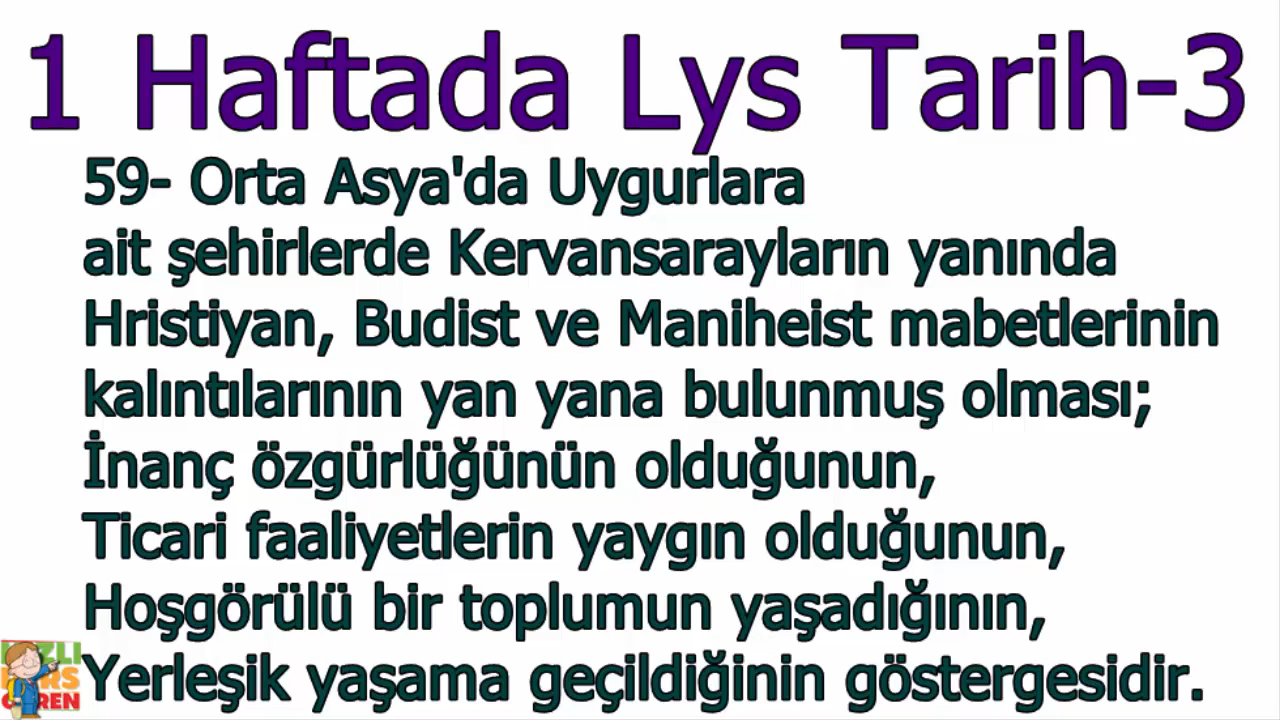 1 Haftada Lys Tarih-3
59- Orta Asya'da Uygurlara
ait şehirlerde Kervansarayların yanında
Hristiyan, Budist ve Maniheist mabetlerinin
kalıntılarının yan yana bulunmuş olması;
İnanç özgürlüğünün olduğunun,
Ticari faaliyetlerin yaygın olduğunun,
Hoşgörülü bir toplumun yaşadığının,
Yerleşik yaşama geçildiğinin göstergesidir.